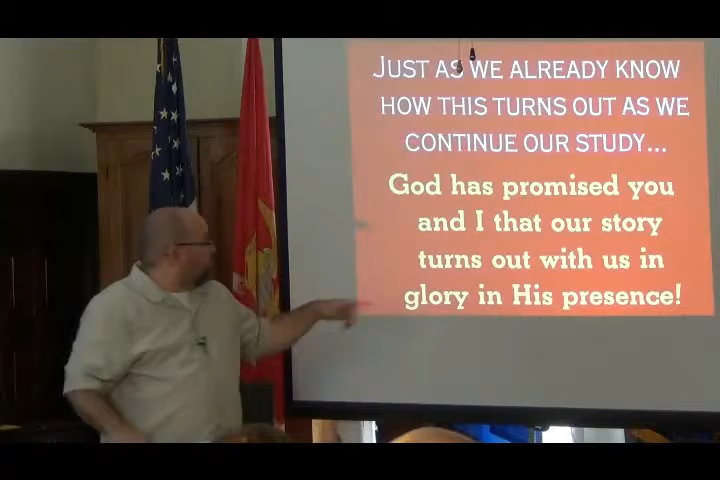 JUST AS WE ALREADY KNOW
HOW THIS TURNS OUT AS WE
CONTINUE OUR STUDY...
God has promised you
and I that our story
turns out with us in
glory in His presence!